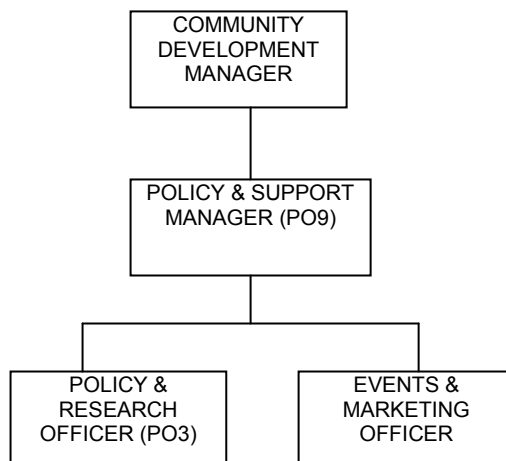 COMMUNITY
DEVELOPMENT
MANAGER
POLICY & SUPPORT
MANAGER (PO9)
POLICY &
RESEARCH
OFFICER (PO3)
EVENTS &
MARKETING
OFFICER